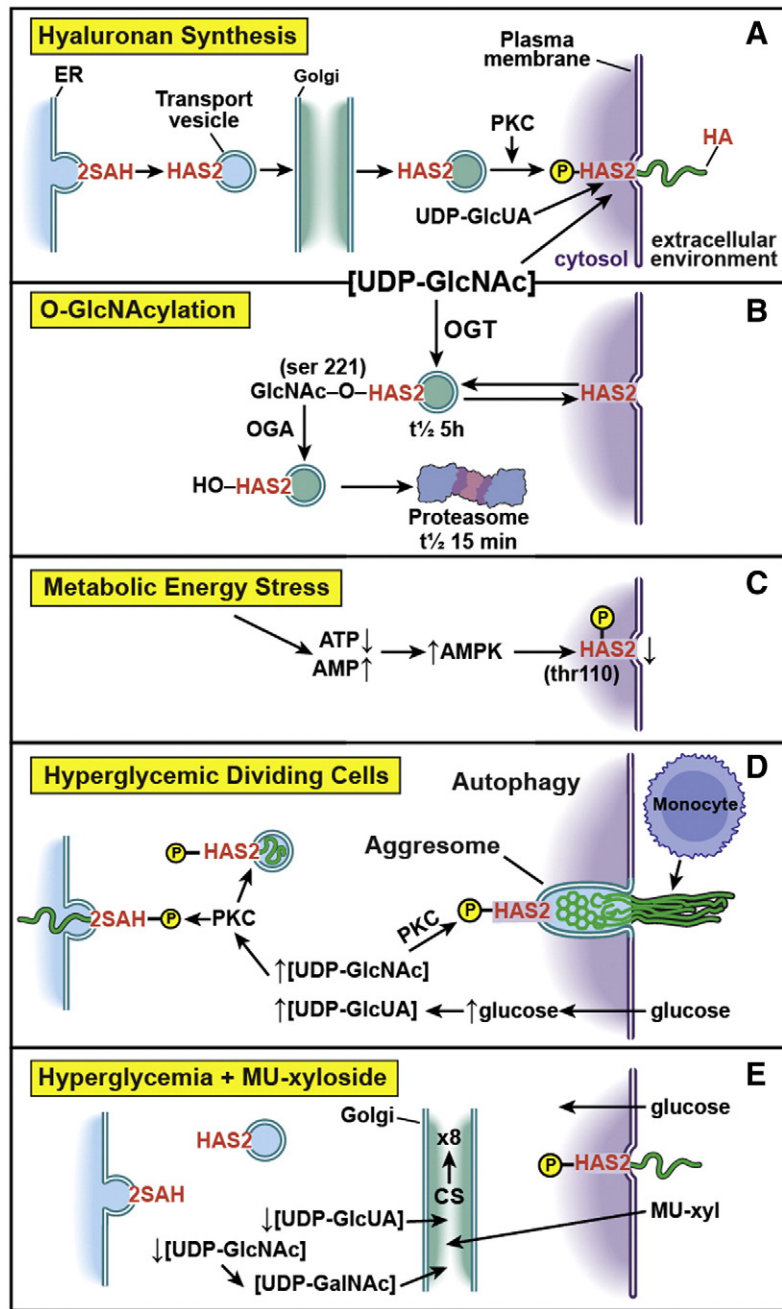 Hyaluronan Synthesis
A
ER
Transport
vesicle
Golgi
Plasma
membrane
PKC
HA
2SAH
HAS2
HAS2
P
HAS2
UDP-GlcUA
cytosol
extracellular
environment
[UDP-GlcNAc]
O-GlcNAcylation
B
OGT
(ser 221)
GlcNAc–O–HAS2
HAS2
t½ 5h
OGA
HO–HAS2
Proteasome
t½ 15 min
Metabolic Energy Stress
C
ATP↓
AMP↑
↑AMPK
P
HAS2
↓
(thr110)
Hyperglycemic Dividing Cells
D
Autophagy
Monocyte
P
HAS2
Aggresome
2SAH
P
PKC
PKC
P
HAS2
↑[UDP-GlcNAc]
↑[UDP-GlcUA]
↑glucose
glucose
Hyperglycemia + MU-xyloside
E
Golgi
glucose
HAS2
x8
P
HAS2
2SAH
CS
↓[UDP-GlcUA]
MU-xyl
↓[UDP-GlcNAc]
[UDP-GalNAc]